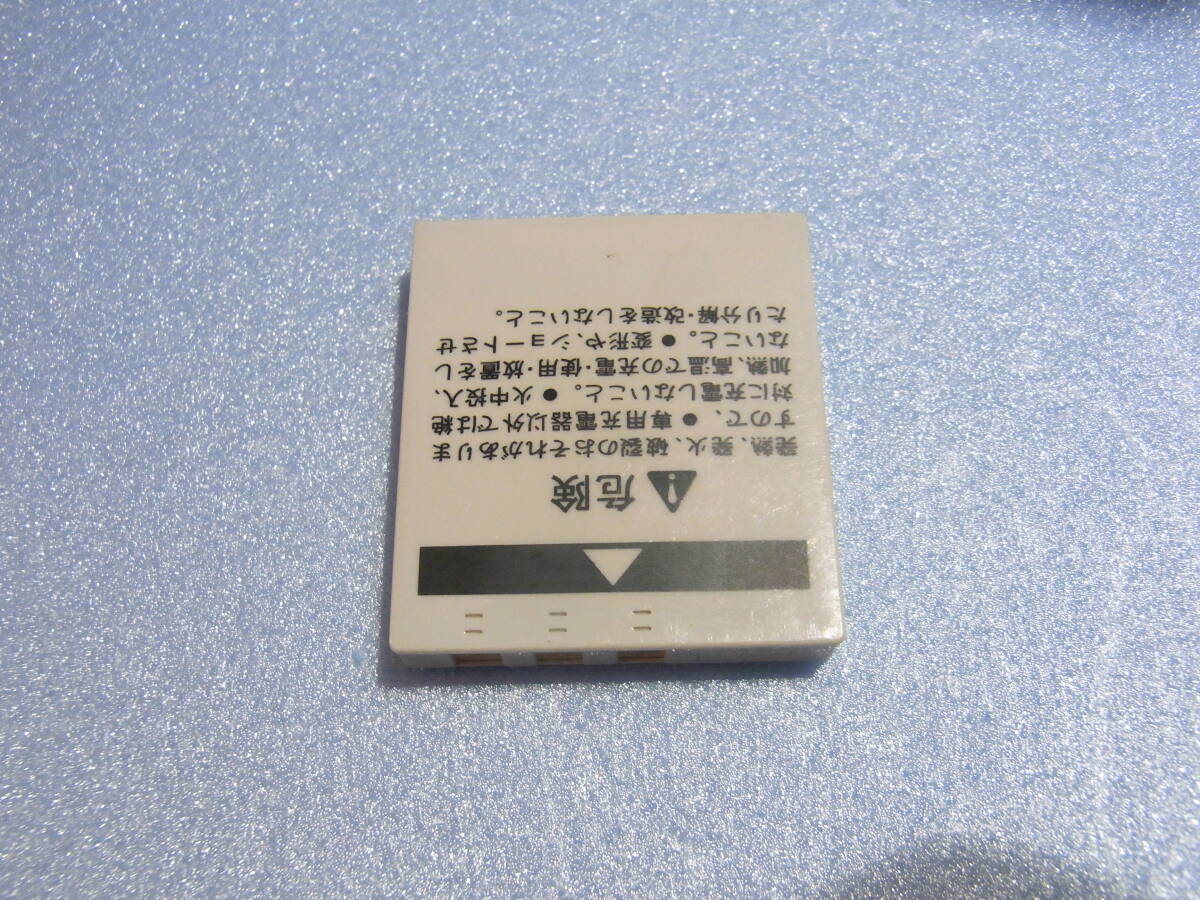 危険
発熱、発火、破裂のおそれがありま
すので、●専用充電器以外では絶
対に充電しないこと。●火中投入、
加熱、高温での充電・使用・放置をし
ないこと。●変形や、ショートさせ
たり分解・改造をしないこと。